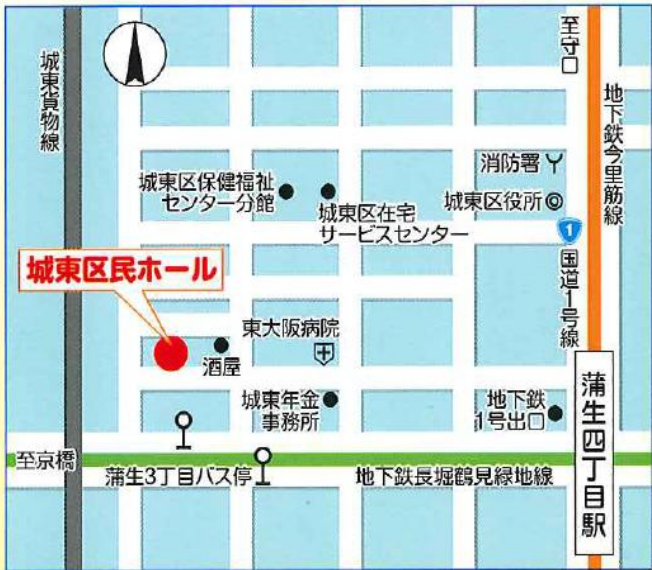 至守口
城東貨物線
地下鉄今里筋線
消防署
城東区保健福祉
センター分館
城東区在宅
サービスセンター
城東区役所
1
国道1号線
城東区民ホール
東大阪病院
酒屋
城東年金
事務所
地下鉄
1号出口
蒲生四丁目駅
至京橋
蒲生3丁目バス停
地下鉄長堀鶴見緑地線